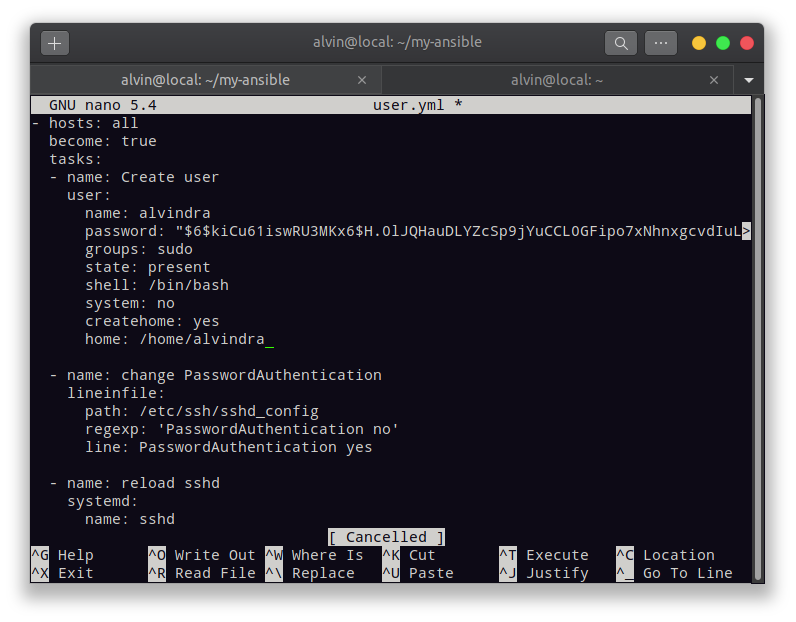 alvin@local: ~/my-ansible
alvin@local: ~/my-ansible × alvin@local: ~ ×
GNU nano 5.4 user.yml *
- hosts: all
  become: true
  tasks:
  - name: Create user
    user:
      name: alvindra
      password: "$6$kiCu61iswRU3MKx6$H.0lJQHauDLYZcSp9jYuCCL0GFipo7xNhnxgcvdIuL>
      groups: sudo
      state: present
      shell: /bin/bash
      system: no
      createhome: yes
      home: /home/alvindra_

  - name: change PasswordAuthentication
    lineinfile:
      path: /etc/ssh/sshd_config
      regexp: 'PasswordAuthentication no'
      line: PasswordAuthentication yes

  - name: reload sshd
    systemd:
      name: sshd
[ Cancelled ]
^G Help ^O Write Out ^W Where Is ^K Cut ^T Execute ^C Location
^X Exit ^R Read File ^\ Replace ^U Paste ^J Justify ^_ Go To Line